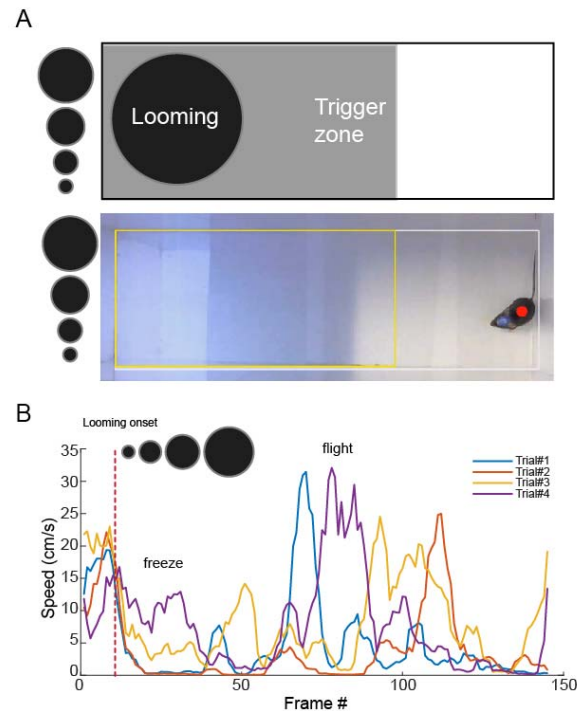 A
Looming
Trigger
zone
B
Looming onset
flight
freeze
Trial#1
Trial#2
Trial#3
Trial#4
Speed (cm/s)
35
30
25
20
15
10
5
0
0
50
100
150
Frame #